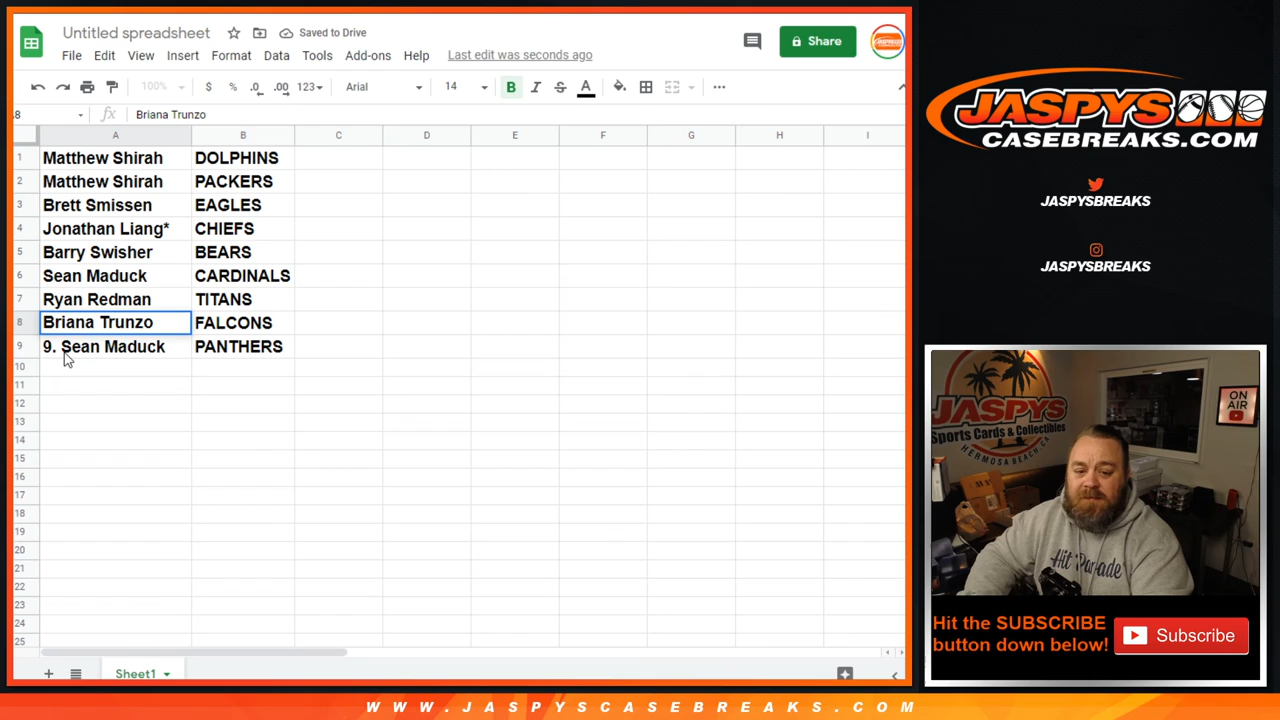 Untitled spreadsheet
Saved to Drive
File Edit View Insert Format Data Tools Add-ons Help Last edit was seconds ago
Share
100% $ % .0 .00 123 Arial 14 B I S A
8 fx Briana Trunzo
A B C D E F G H I
1 Matthew Shirah DOLPHINS
2 Matthew Shirah PACKERS
3 Brett Smissen EAGLES
4 Jonathan Liang* CHIEFS
5 Barry Swisher BEARS
6 Sean Maduck CARDINALS
7 Ryan Redman TITANS
8 Briana Trunzo FALCONS
9 9. Sean Maduck PANTHERS
10
11
12
13
14
15
16
17
18
19
20
21
22
23
24
25
Sheet1
JASPYS
CASEBREAKS.COM
JASPYSBREAKS
JASPYSBREAKS
JASPYS
Sports Cards & Collectibles
HERMOSA BEACH, CA
ON
AIR
Hit Parade
Hit the SUBSCRIBE
button down below!
Subscribe
WWW.JASPYSCASEBREAKS.COM